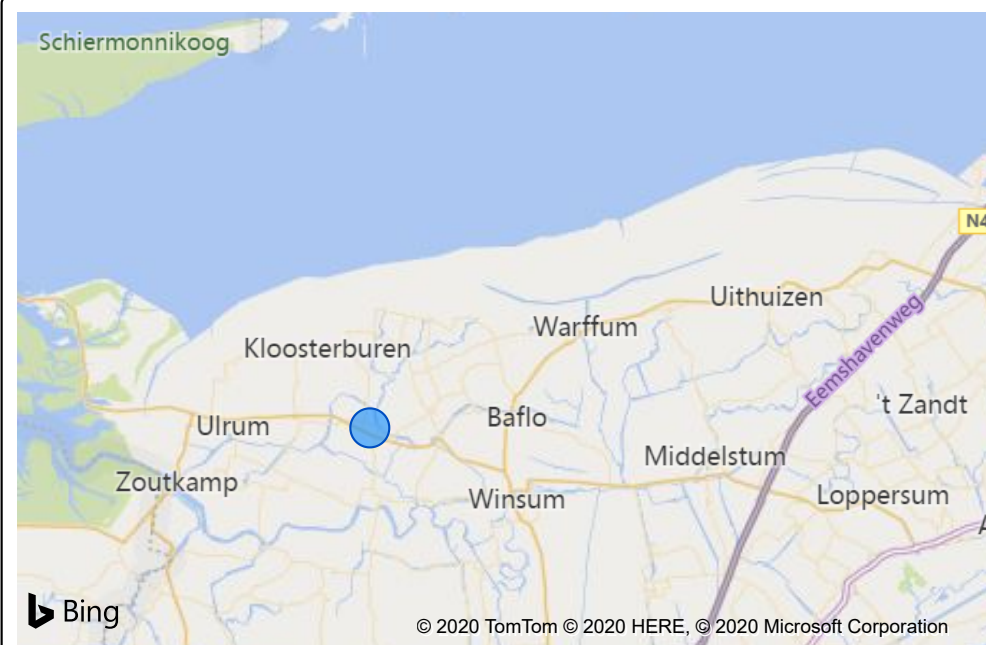 Schiermonnikoog
N4
Uithuizen
Warffum
Kloosterburen
Eemshavenweg
't Zandt
Baflo
Ulrum
Middelstum
Zoutkamp
Winsum
Loppersum
A
Bing
© 2020 TomTom © 2020 HERE, © 2020 Microsoft Corporation